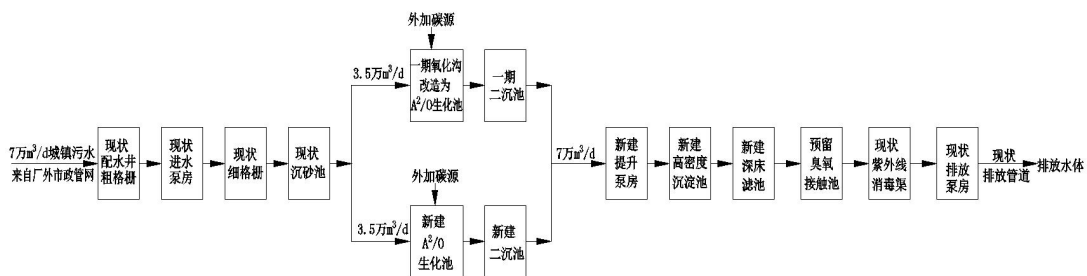 外加碳源
3.5万m³/d
一期氧化沟
改造为
A²/O生化池
一期
二沉池
7万m³/d城镇污水
来自厂外市政管网
现状
配水井
粗格栅
现状
进水
泵房
现状
细格栅
现状
沉砂池
7万m³/d
新建
提升
泵房
新建
高密度
沉淀池
新建
深床
滤池
预留
臭氧
接触池
现状
紫外线
消毒渠
现状
排放
泵房
现状
排放管道
排放水体
外加碳源
3.5万m³/d
新建
A²/O
生化池
新建
二沉池